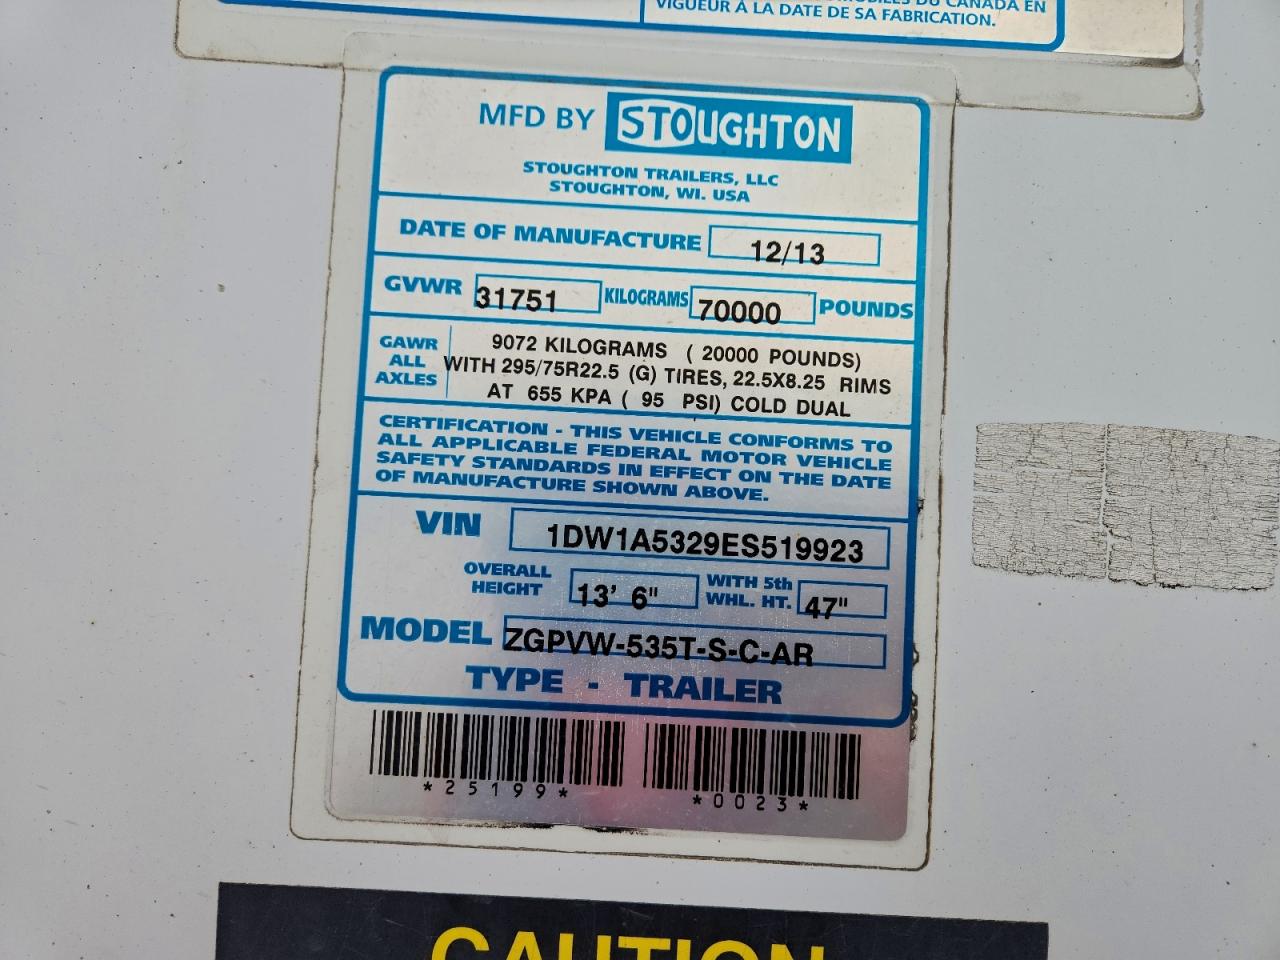 MOBILES DU CANADA EN
VIGUEUR À LA DATE DE SA FABRICATION.
MFD BY STOUGHTON
STOUGHTON TRAILERS, LLC
STOUGHTON, WI. USA
DATE OF MANUFACTURE 12/13
GVWR 31751 KILOGRAMS 70000 POUNDS
GAWR ALL AXLES
9072 KILOGRAMS ( 20000 POUNDS)
WITH 295/75R22.5 (G) TIRES, 22.5X8.25 RIMS
AT 655 KPA ( 95 PSI) COLD DUAL
CERTIFICATION - THIS VEHICLE CONFORMS TO
ALL APPLICABLE FEDERAL MOTOR VEHICLE
SAFETY STANDARDS IN EFFECT ON THE DATE
OF MANUFACTURE SHOWN ABOVE.
VIN 1DW1A5329ES519923
OVERALL HEIGHT 13' 6" WITH 5th WHL. HT. 47"
MODEL ZGPVW-535T-S-C-AR
TYPE - TRAILER
*25199* *0023*
CAUTION